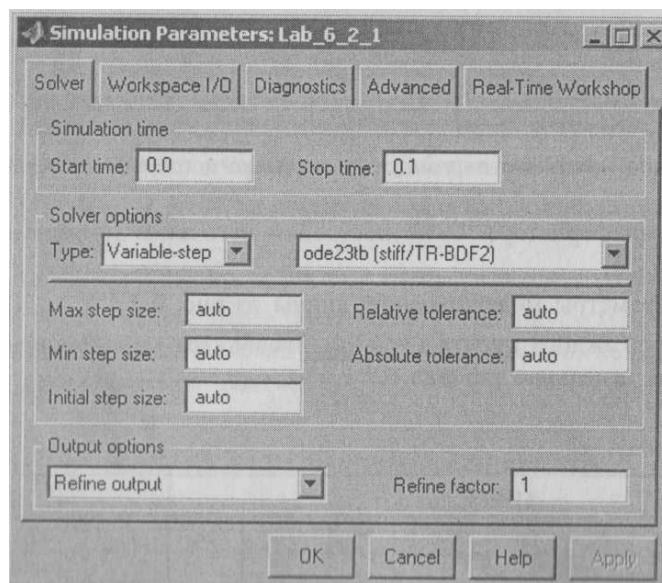 Simulation Parameters: Lab_6_2_1
Solver Workspace I/O Diagnostics Advanced Real-Time Workshop
Simulation time
Start time: 0.0 Stop time: 0.1
Solver options
Type: Variable-step ode23tb (stiff/TR-BDF2)
Max step size: auto Relative tolerance: auto
Min step size: auto Absolute tolerance: auto
Initial step size: auto
Output options
Refine output Refine factor: 1
OK Cancel Help Apply